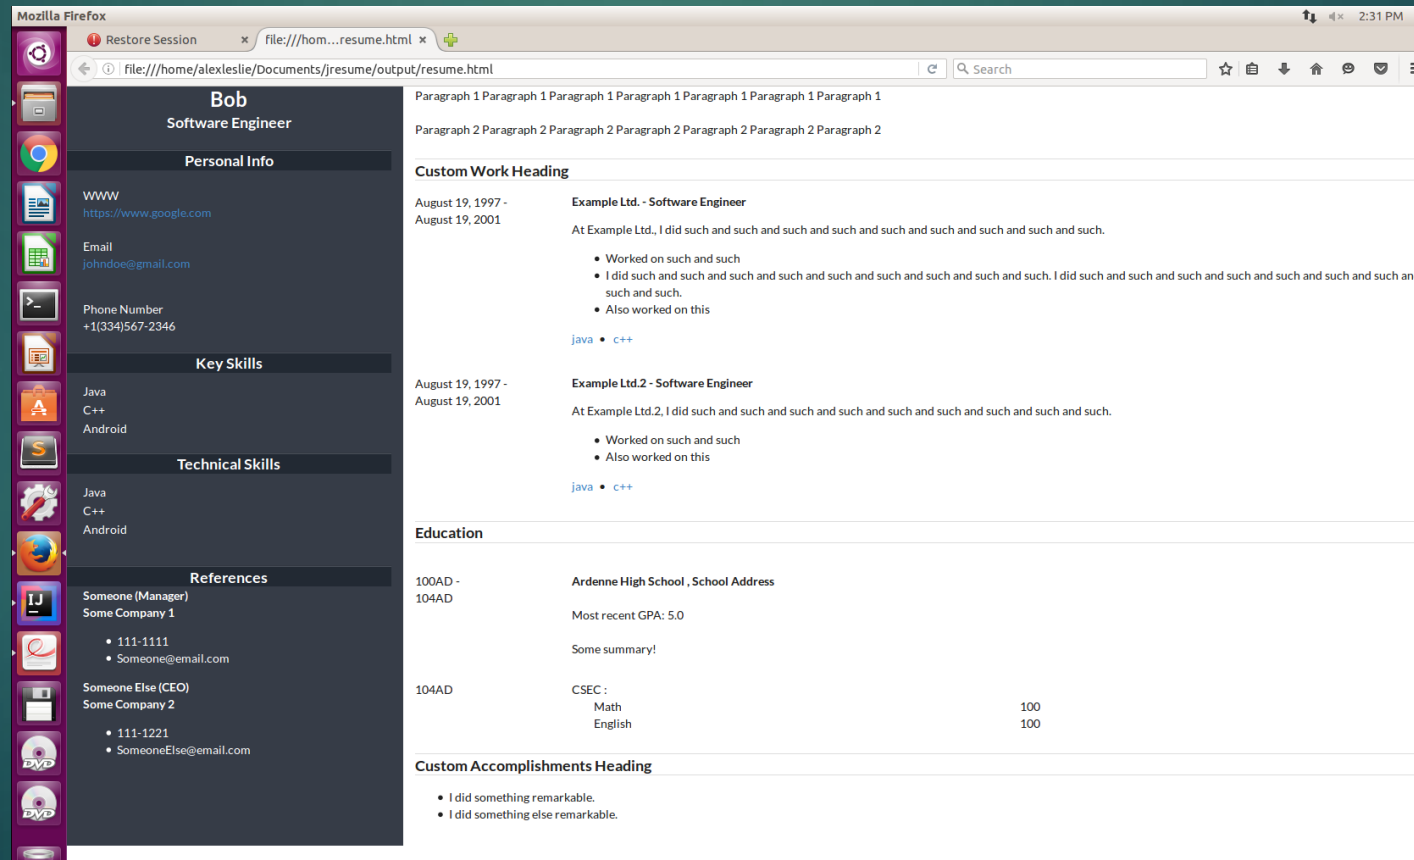 Mozilla Firefox
2:31 PM
Restore Session
file:///hom...resume.html
file:///home/alexleslie/Documents/jresume/output/resume.html
Search
Bob
Software Engineer
Personal Info
WWW
https://www.google.com
Email
johndoe@gmail.com
Phone Number
+1(334)567-2346
Key Skills
Java
C++
Android
Technical Skills
Java
C++
Android
References
Someone (Manager)
Some Company 1
• 111-1111
• Someone@email.com
Someone Else (CEO)
Some Company 2
• 111-1221
• SomeoneElse@email.com
Paragraph 1 Paragraph 1 Paragraph 1 Paragraph 1 Paragraph 1 Paragraph 1 Paragraph 1
Paragraph 2 Paragraph 2 Paragraph 2 Paragraph 2 Paragraph 2 Paragraph 2 Paragraph 2
Custom Work Heading
August 19, 1997 -
August 19, 2001
Example Ltd. - Software Engineer
At Example Ltd., I did such and such and such and such and such and such and such and such and such.
• Worked on such and such
• I did such and such and such and such and such and such and such and such and such. I did such and such and such and such and such and such an
such and such.
• Also worked on this
java • c++
August 19, 1997 -
August 19, 2001
Example Ltd.2 - Software Engineer
At Example Ltd.2, I did such and such and such and such and such and such and such and such and such.
• Worked on such and such
• Also worked on this
java • c++
Education
100AD -
104AD
Ardenne High School , School Address
Most recent GPA: 5.0
Some summary!
104AD
CSEC :
Math 100
English 100
Custom Accomplishments Heading
• I did something remarkable.
• I did something else remarkable.
IJ
DVD
DVD